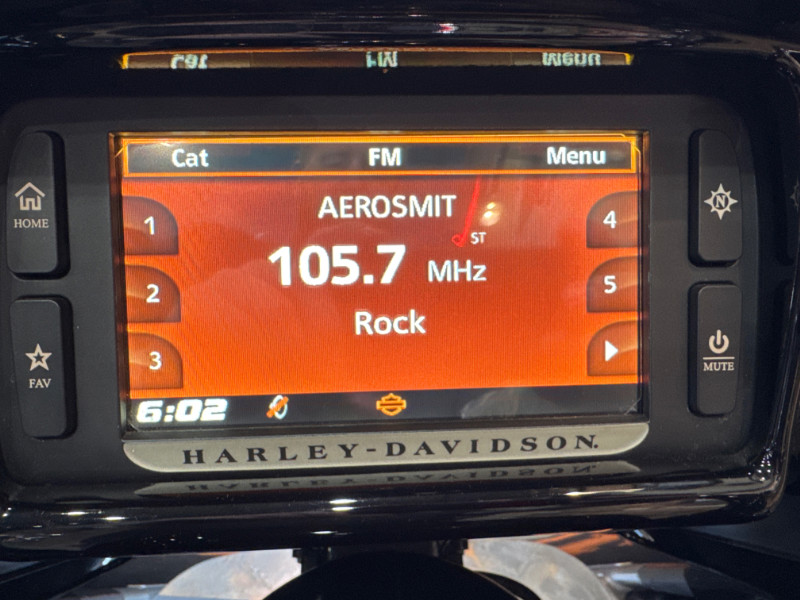 Cat FM Menu
AEROSMIT
ST
105.7 MHz
Rock
1
2
3
4
5
6:02
HARLEY-DAVIDSON
HOME
FAV
N
MUTE